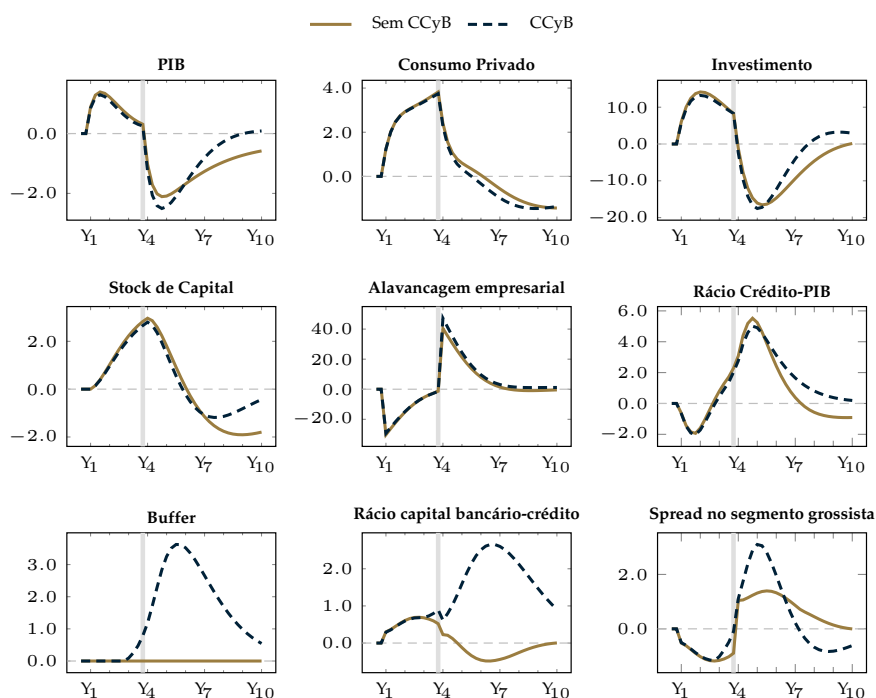 Sem CCyB CCyB
PIB Consumo Privado Investimento
0.0
−2.0
Y1 Y4 Y7 Y10
4.0
2.0
0.0
Y1 Y4 Y7 Y10
10.0
0.0
−10.0
−20.0
Y1 Y4 Y7 Y10
Stock de Capital Alavancagem empresarial Rácio Crédito-PIB
2.0
0.0
−2.0
Y1 Y4 Y7 Y10
40.0
20.0
0.0
−20.0
Y1 Y4 Y7 Y10
6.0
4.0
2.0
0.0
−2.0
Y1 Y4 Y7 Y10
Buffer Rácio capital bancário-crédito Spread no segmento grossista
3.0
2.0
1.0
0.0
Y1 Y4 Y7 Y10
2.0
1.0
0.0
Y1 Y4 Y7 Y10
2.0
0.0
Y1 Y4 Y7 Y10